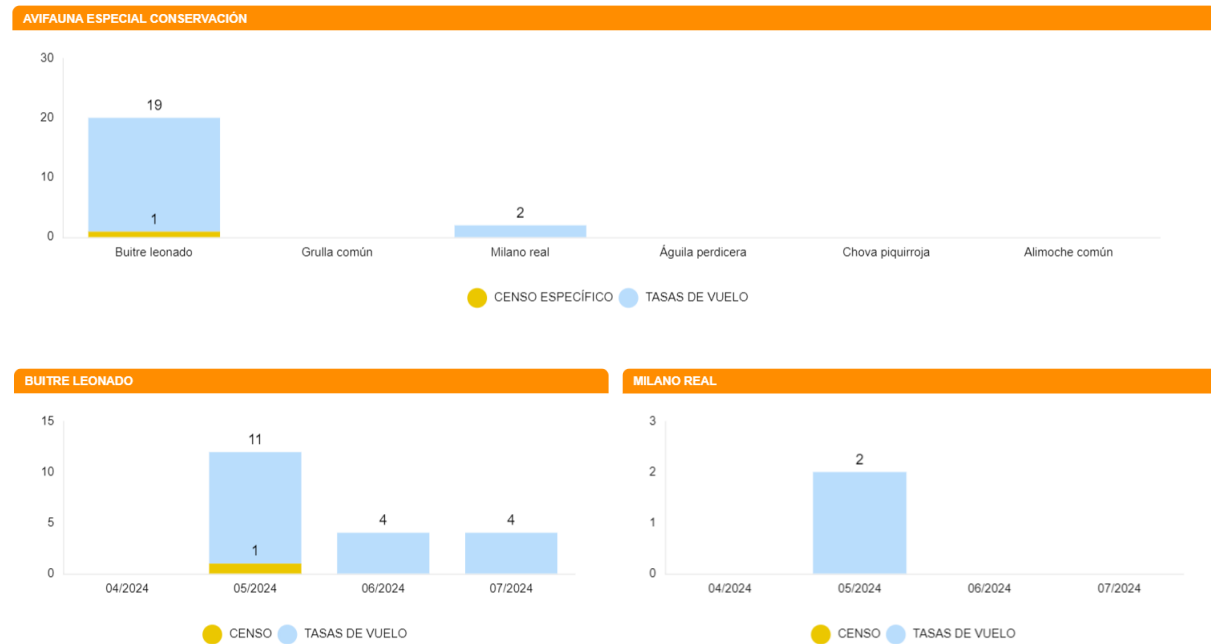 AVIFAUNA ESPECIAL CONSERVACIÓN
30
20
10
0
19
1
2
Buitre leonado Grulla común Milano real Águila perdicera Chova piquirroja Alimoche común
CENSO ESPECÍFICO TASAS DE VUELO
BUITRE LEONADO
15
10
5
0
11
1
4
4
04/2024 05/2024 06/2024 07/2024
CENSO TASAS DE VUELO
MILANO REAL
3
2
1
0
2
04/2024 05/2024 06/2024 07/2024
CENSO TASAS DE VUELO